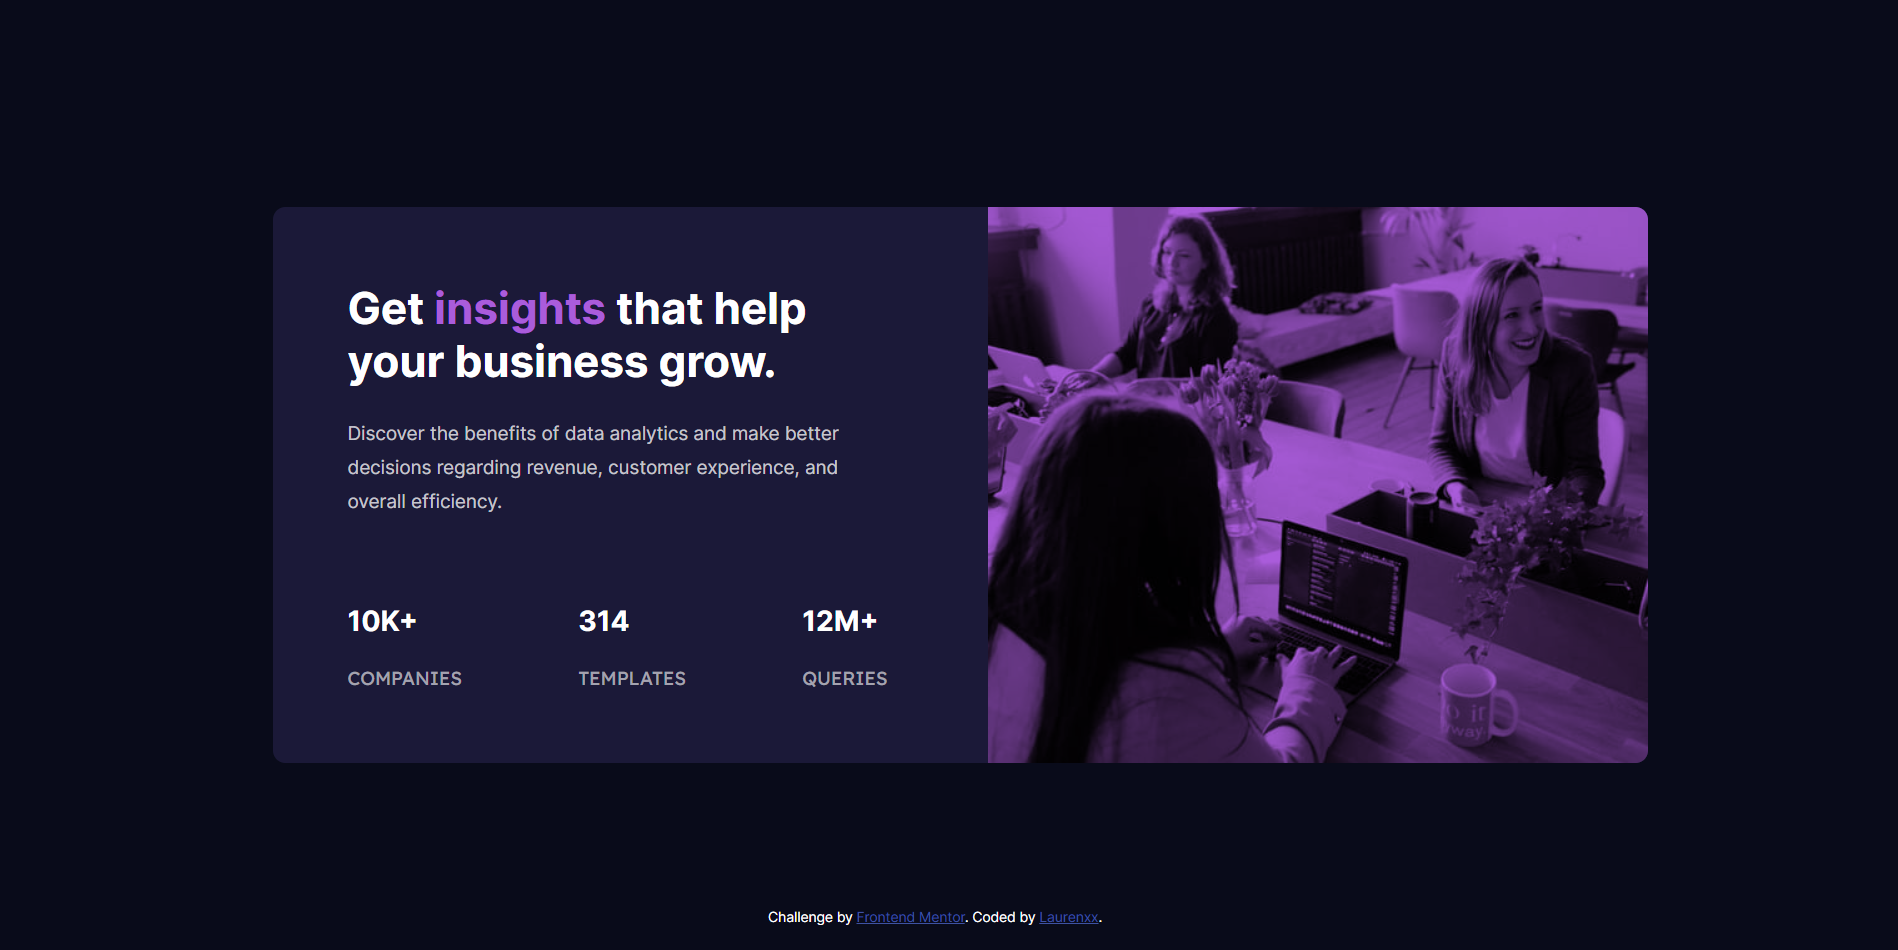 Get insights that help
your business grow.
Discover the benefits of data analytics and make better
decisions regarding revenue, customer experience, and
overall efficiency.
10K+ 314 12M+
COMPANIES TEMPLATES QUERIES
Challenge by Frontend Mentor. Coded by Laurenxx.